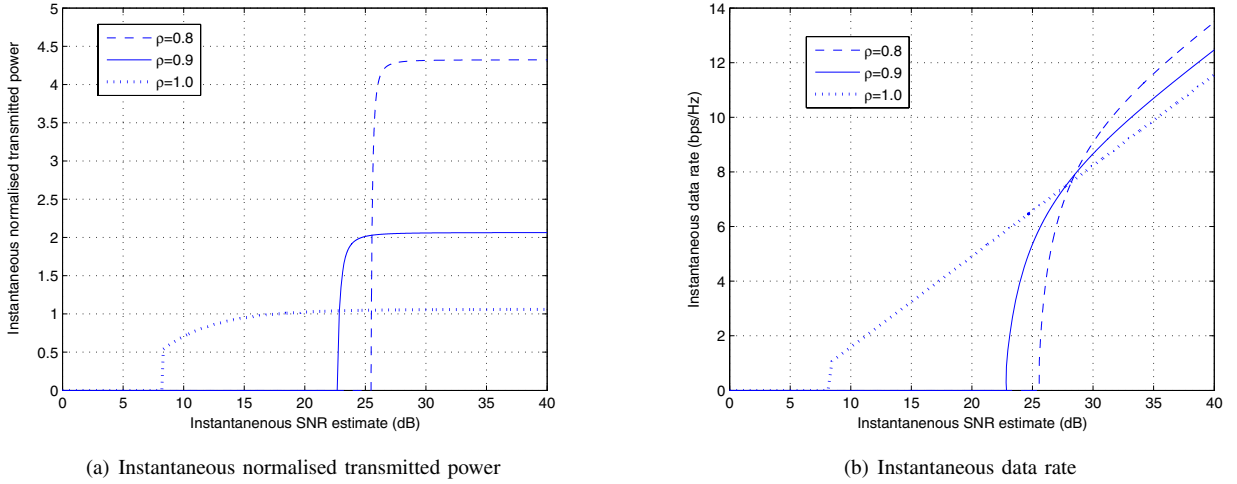 5
4.5
4
3.5
3
2.5
2
1.5
1
0.5
0
0 5 10 15 20 25 30 35 40
Instantaneous normalised transmitted power
Instantanenous SNR estimate (dB)
ρ=0.8
ρ=0.9
ρ=1.0
(a) Instantaneous normalised transmitted power
14
12
10
8
6
4
2
0
0 5 10 15 20 25 30 35 40
Instantaneous data rate (bps/Hz)
Instantanenous SNR estimate (dB)
ρ=0.8
ρ=0.9
ρ=1.0
(b) Instantaneous data rate